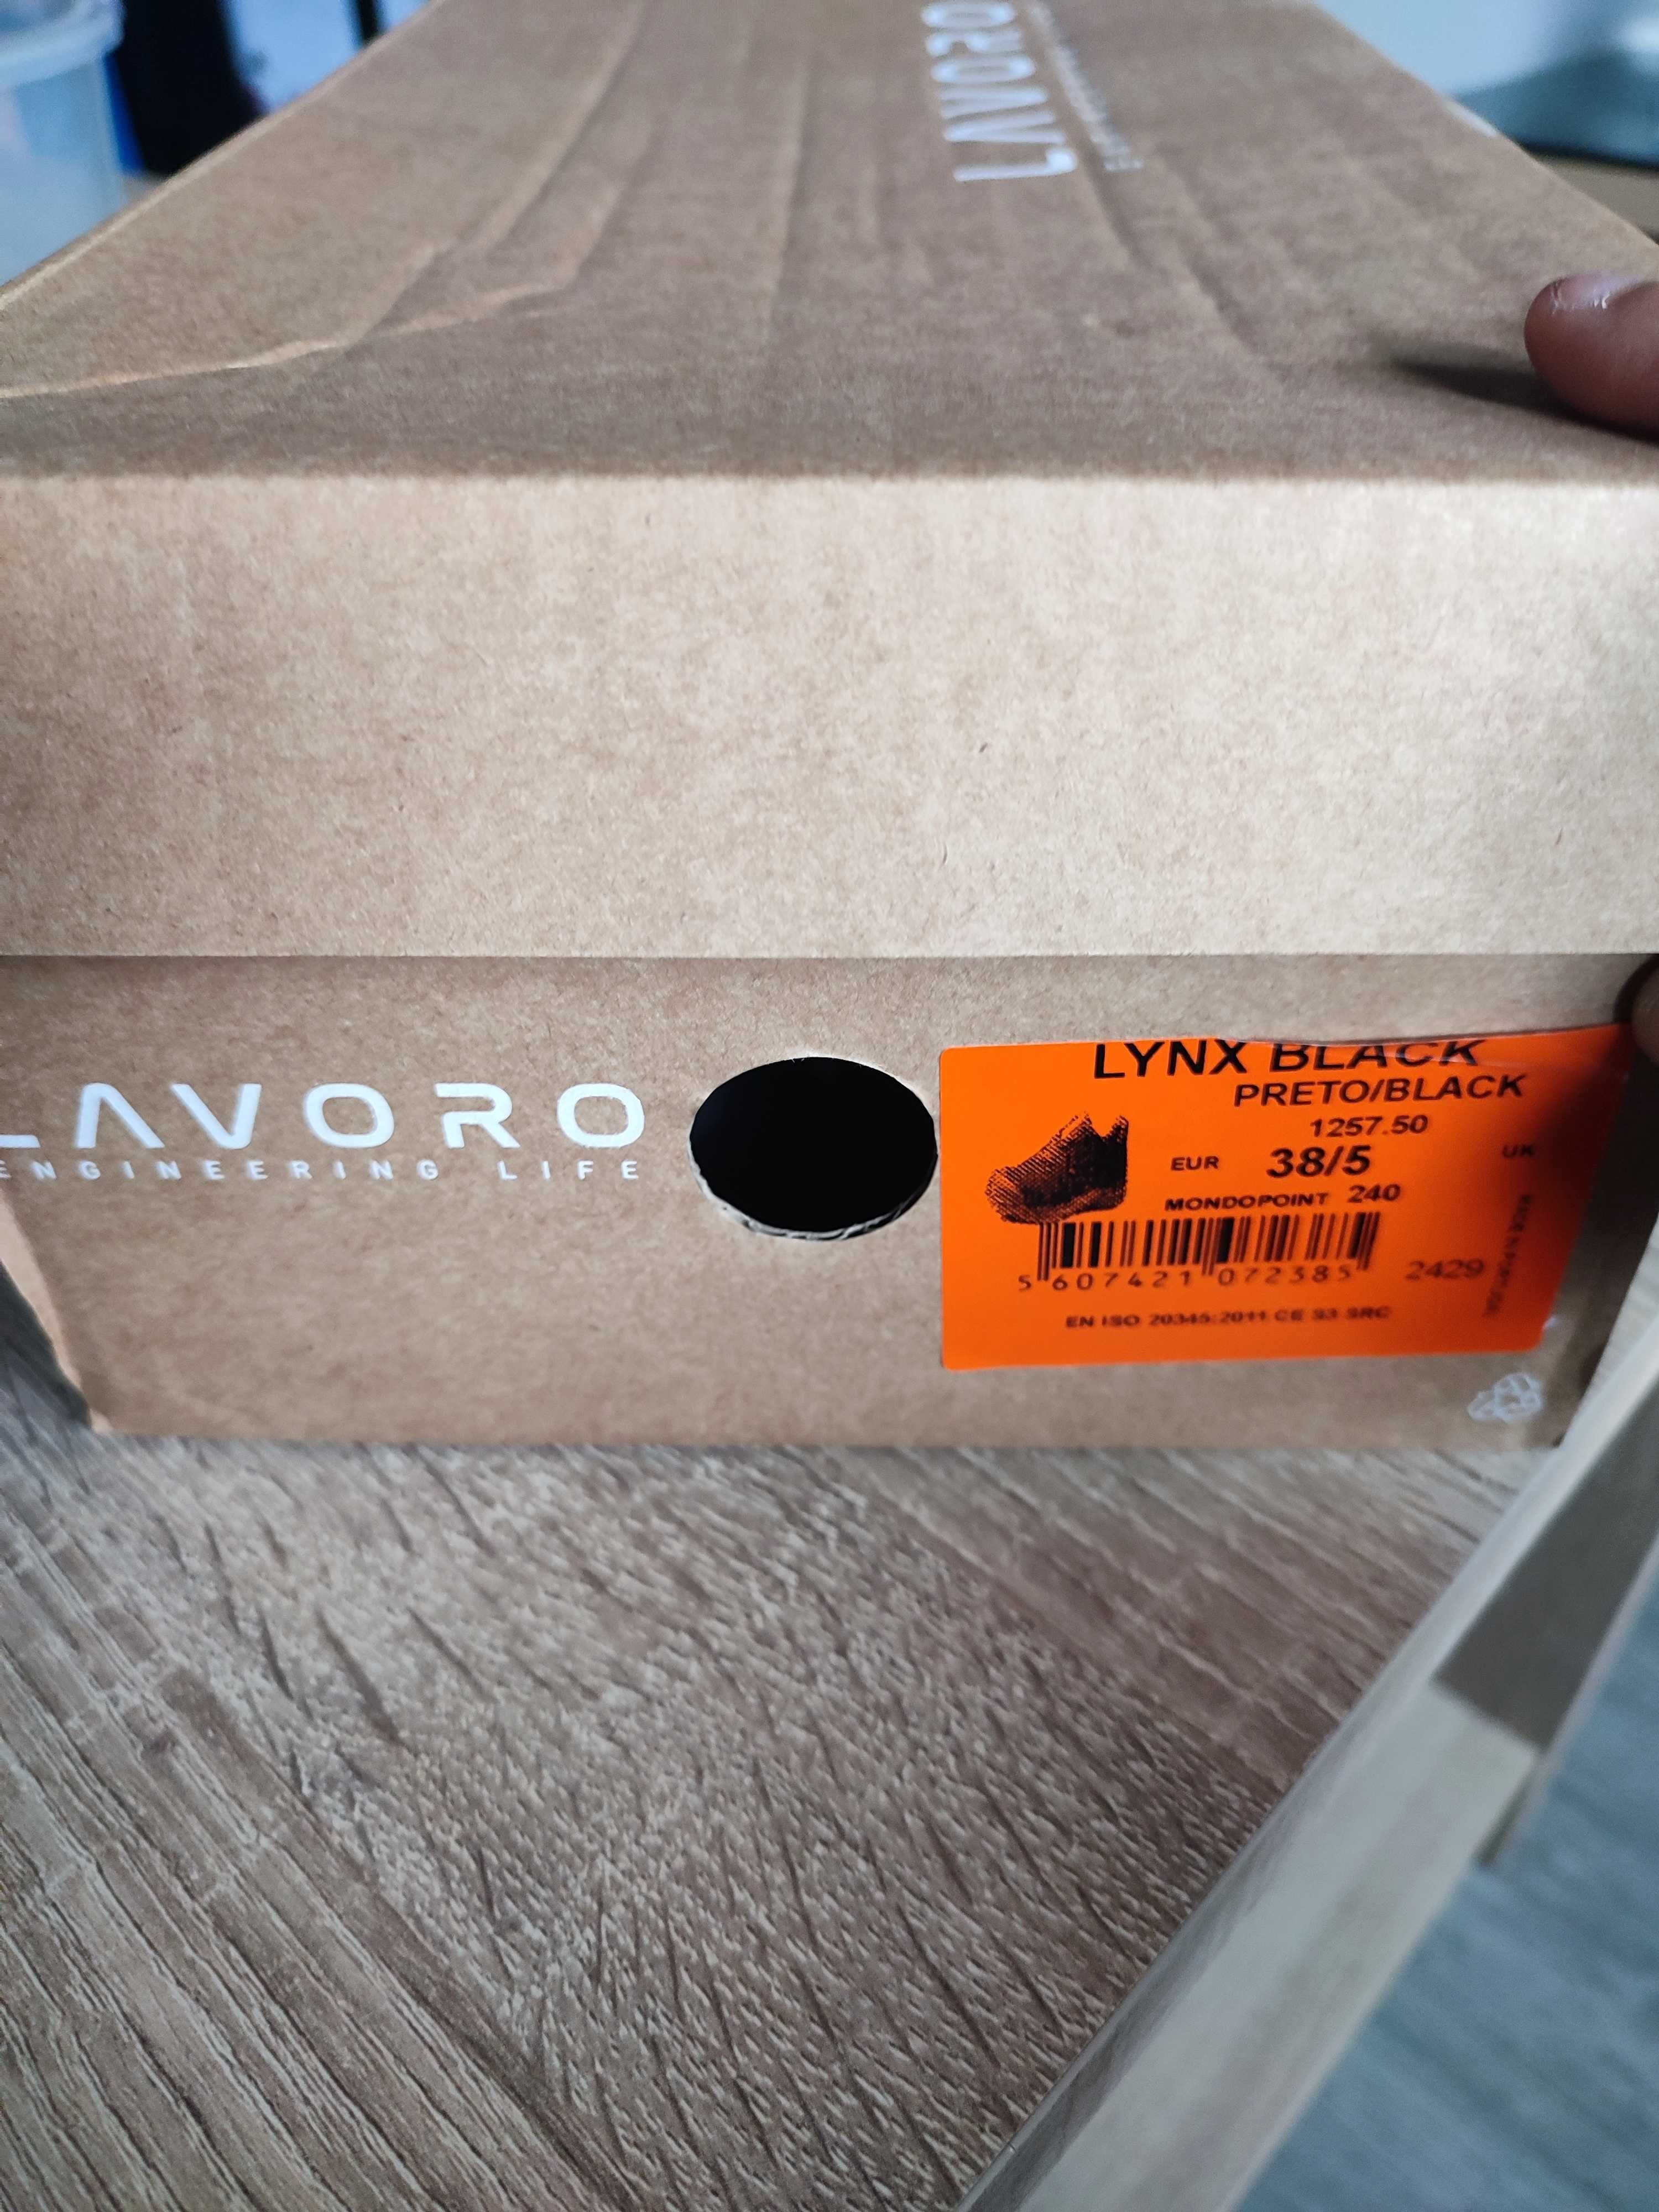 LAVORO
LAVORO
ENGINEERING LIFE
LYNX BLACK
PRETO/BLACK
1257.50
EUR 38/5 UK
MONDOPOINT 240
5 607421 072385 2429
EN ISO 20345:2011 CE S3 SRC